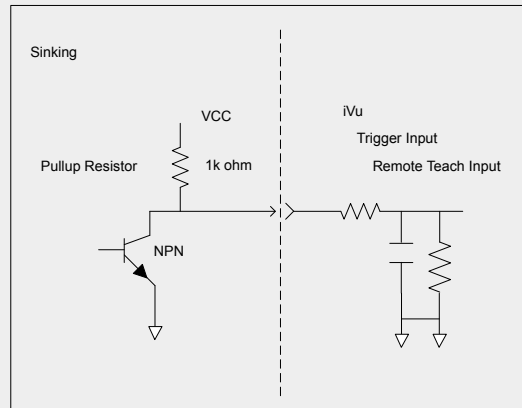 Sinking
VCC
Pullup Resistor
1k ohm
NPN
iVu
Trigger Input
Remote Teach Input